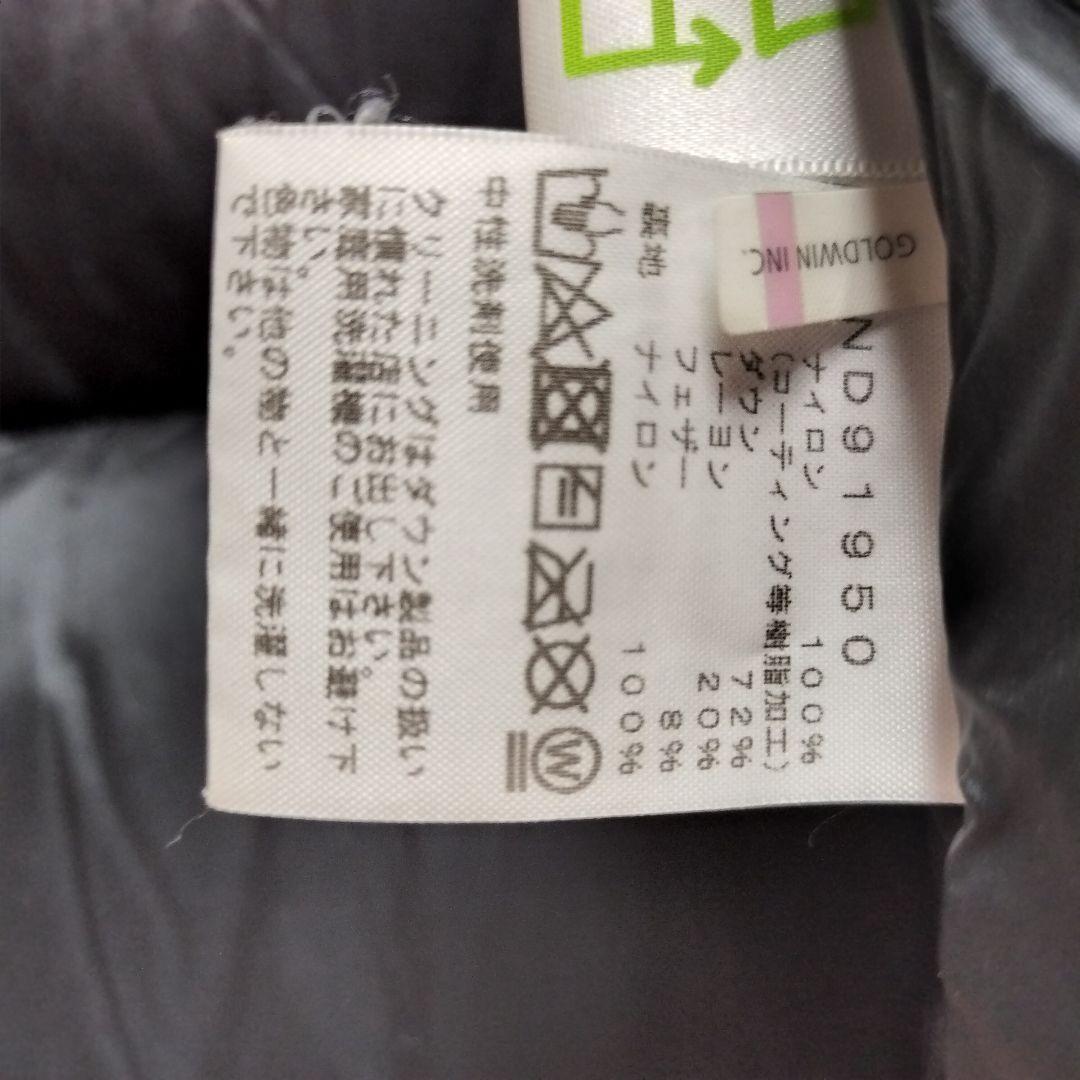 GOLDWIN INC.
ND91950
ナイロン 100%
(コーティング等樹脂加工)
ダウン 72%
レーヨン 20%
フェザー 8%
裏地 ナイロン 100%
W
中性洗剤使用
クリーニングはダウン製品の扱い
に慣れた店にお出し下さい。
家庭用洗濯機のご使用はお避け下
さい。
色物は他の物と一緒に洗濯しない
で下さい。